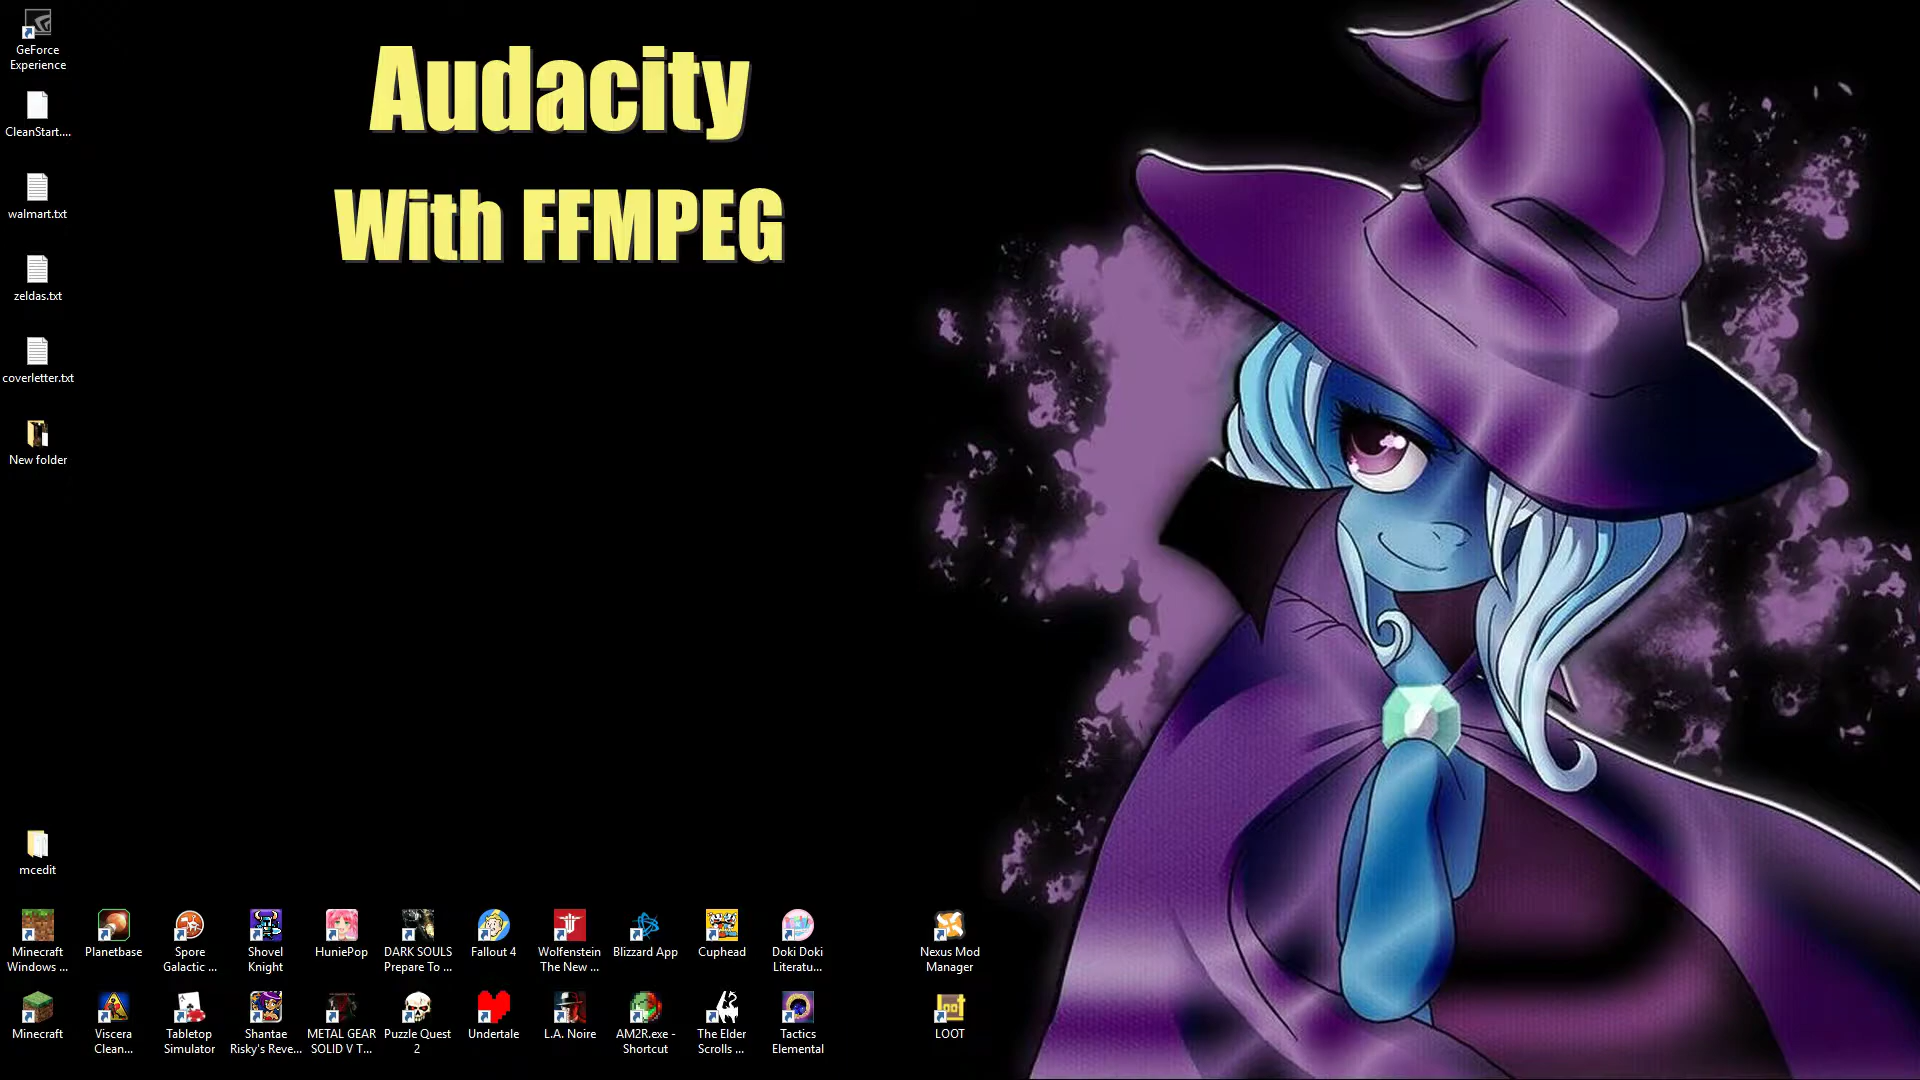 Audacity
With FFMPEG
GeForce
Experience
CleanStart....
walmart.txt
zeldas.txt
coverletter.txt
New folder
mcedit
Minecraft
Windows ...
Planetbase
Spore
Galactic ...
Shovel
Knight
HuniePop
DARK SOULS
Prepare To ...
Fallout 4
Wolfenstein
The New ...
Blizzard App
Cuphead
Doki Doki
Literatu...
Nexus Mod
Manager
Minecraft
Viscera
Clean...
Tabletop
Simulator
Shantae
Risky's Reve...
METAL GEAR
SOLID V T...
Puzzle Quest
2
Undertale
L.A. Noire
AM2R.exe -
Shortcut
The Elder
Scrolls ...
Tactics
Elemental
loot
LOOT